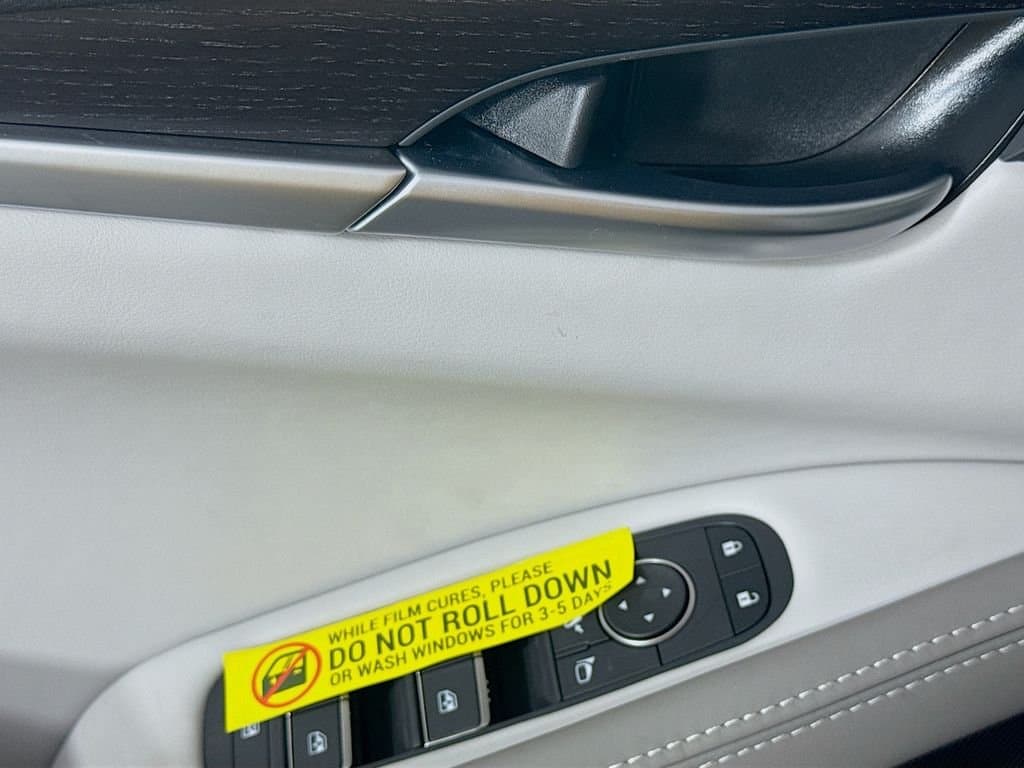 WHILE FILM CURES, PLEASE
DO NOT ROLL DOWN
OR WASH WINDOWS FOR 3-5 DAYS